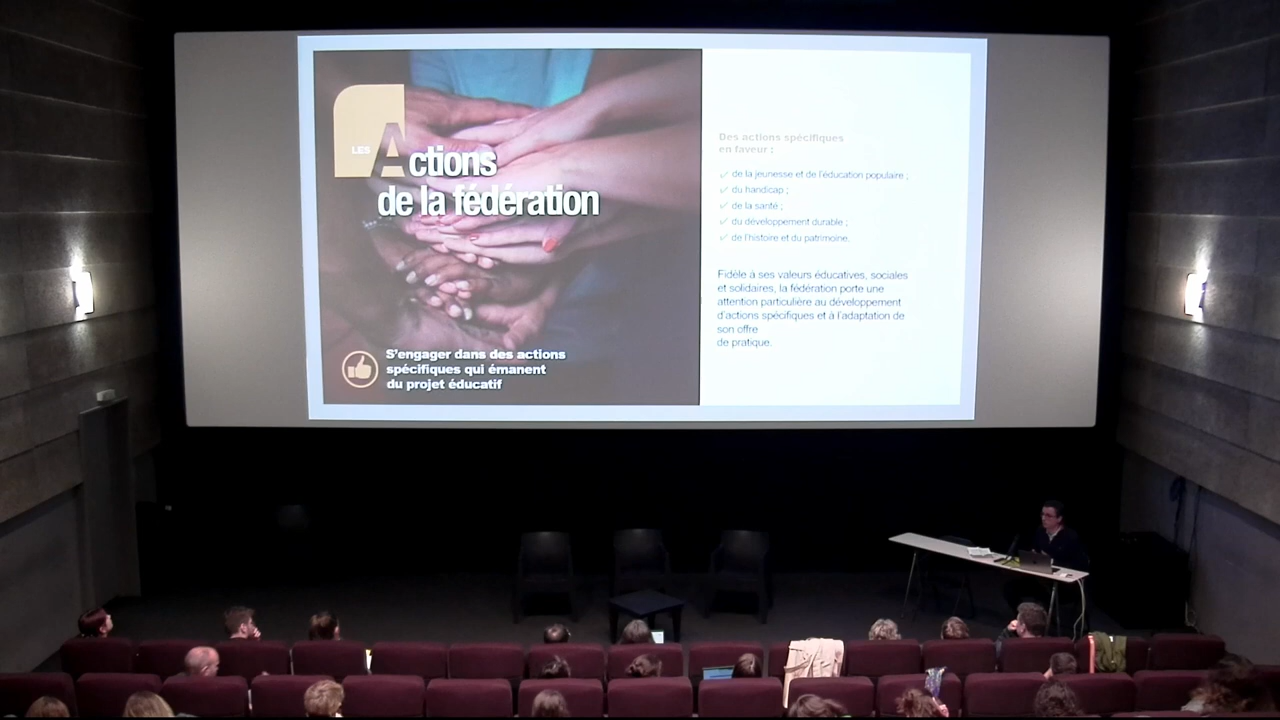 LES Actions
de la fédération
S'engager dans des actions
spécifiques qui émanent
du projet éducatif
Des actions spécifiques
en faveur :
✓ de la jeunesse et de l'éducation populaire ;
✓ du handicap ;
✓ de la santé ;
✓ du développement durable ;
✓ de l'histoire et du patrimoine.
Fidèle à ses valeurs éducatives, sociales
et solidaires, la fédération porte une
attention particulière au développement
d'actions spécifiques et à l'adaptation de
son offre
de pratique.